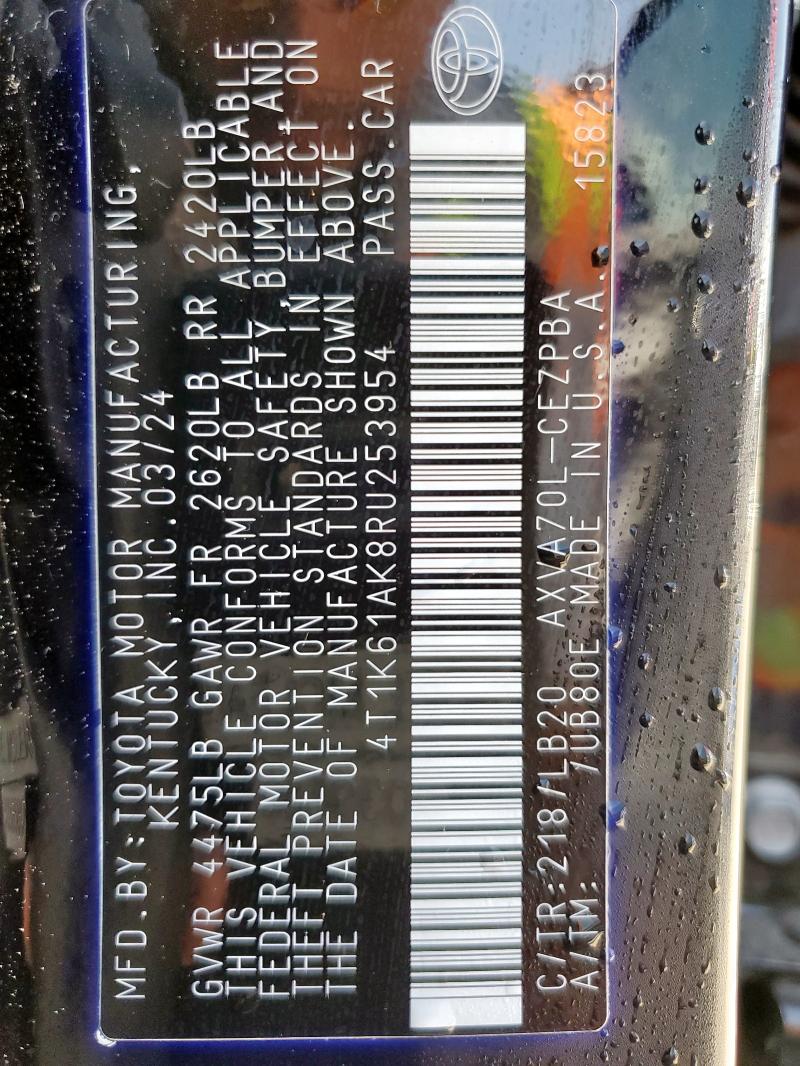 MFD.BY:TOYOTA MOTOR MANUFACTURING,
KENTUCKY, INC.03/24
GVWR 4475LB GAWR FR 2620LB RR 2420LB
THIS VEHICLE CONFORMS TO ALL APPLICABLE
FEDERAL MOTOR VEHICLE SAFETY, BUMPER, AND
THEFT PREVENTION STANDARDS IN EFFECT ON
THE DATE OF MANUFACTURE SHOWN ABOVE.
4T1K61AK8RU253954 PASS.CAR
C/TR:218/LB20 AXVA70L-CEZPBA
A/TM: /UB80E MADE IN U.S.A. 15823